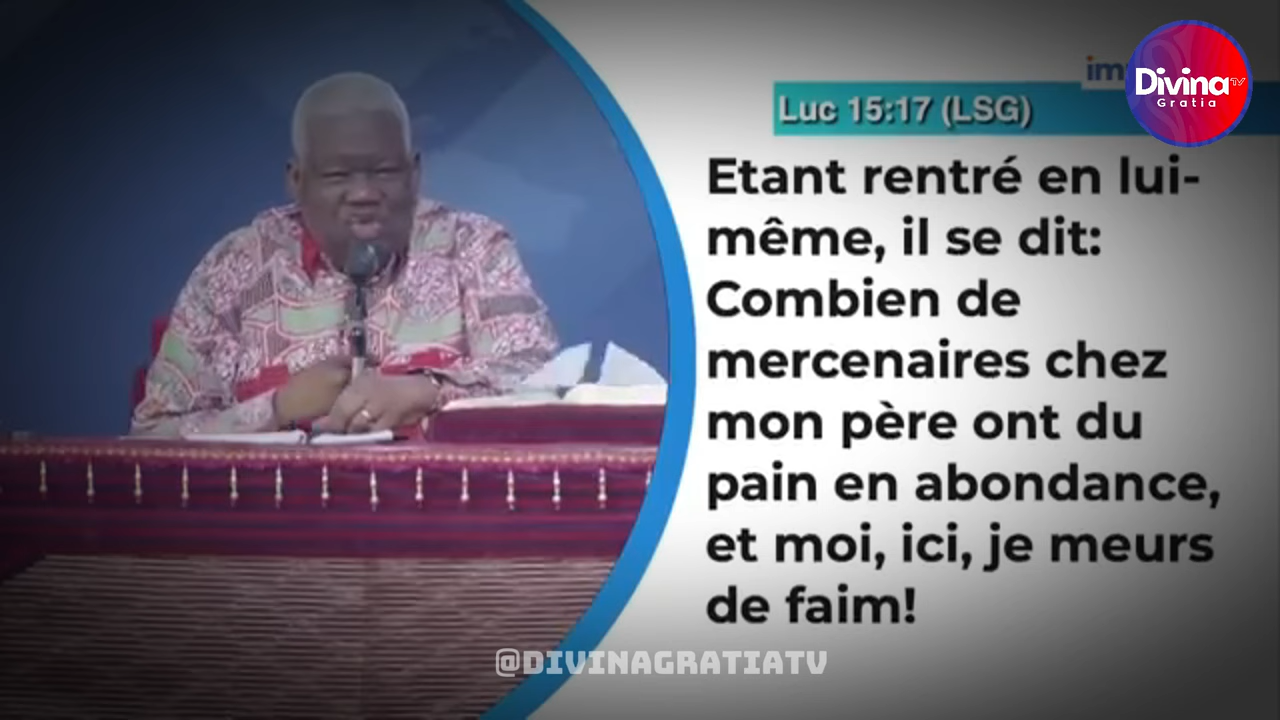 Divina TV
Gratia
Luc 15:17 (LSG)
Etant rentré en lui-
même, il se dit:
Combien de
mercenaires chez
mon père ont du
pain en abondance,
et moi, ici, je meurs
de faim!
@DIVINAGRATIATV